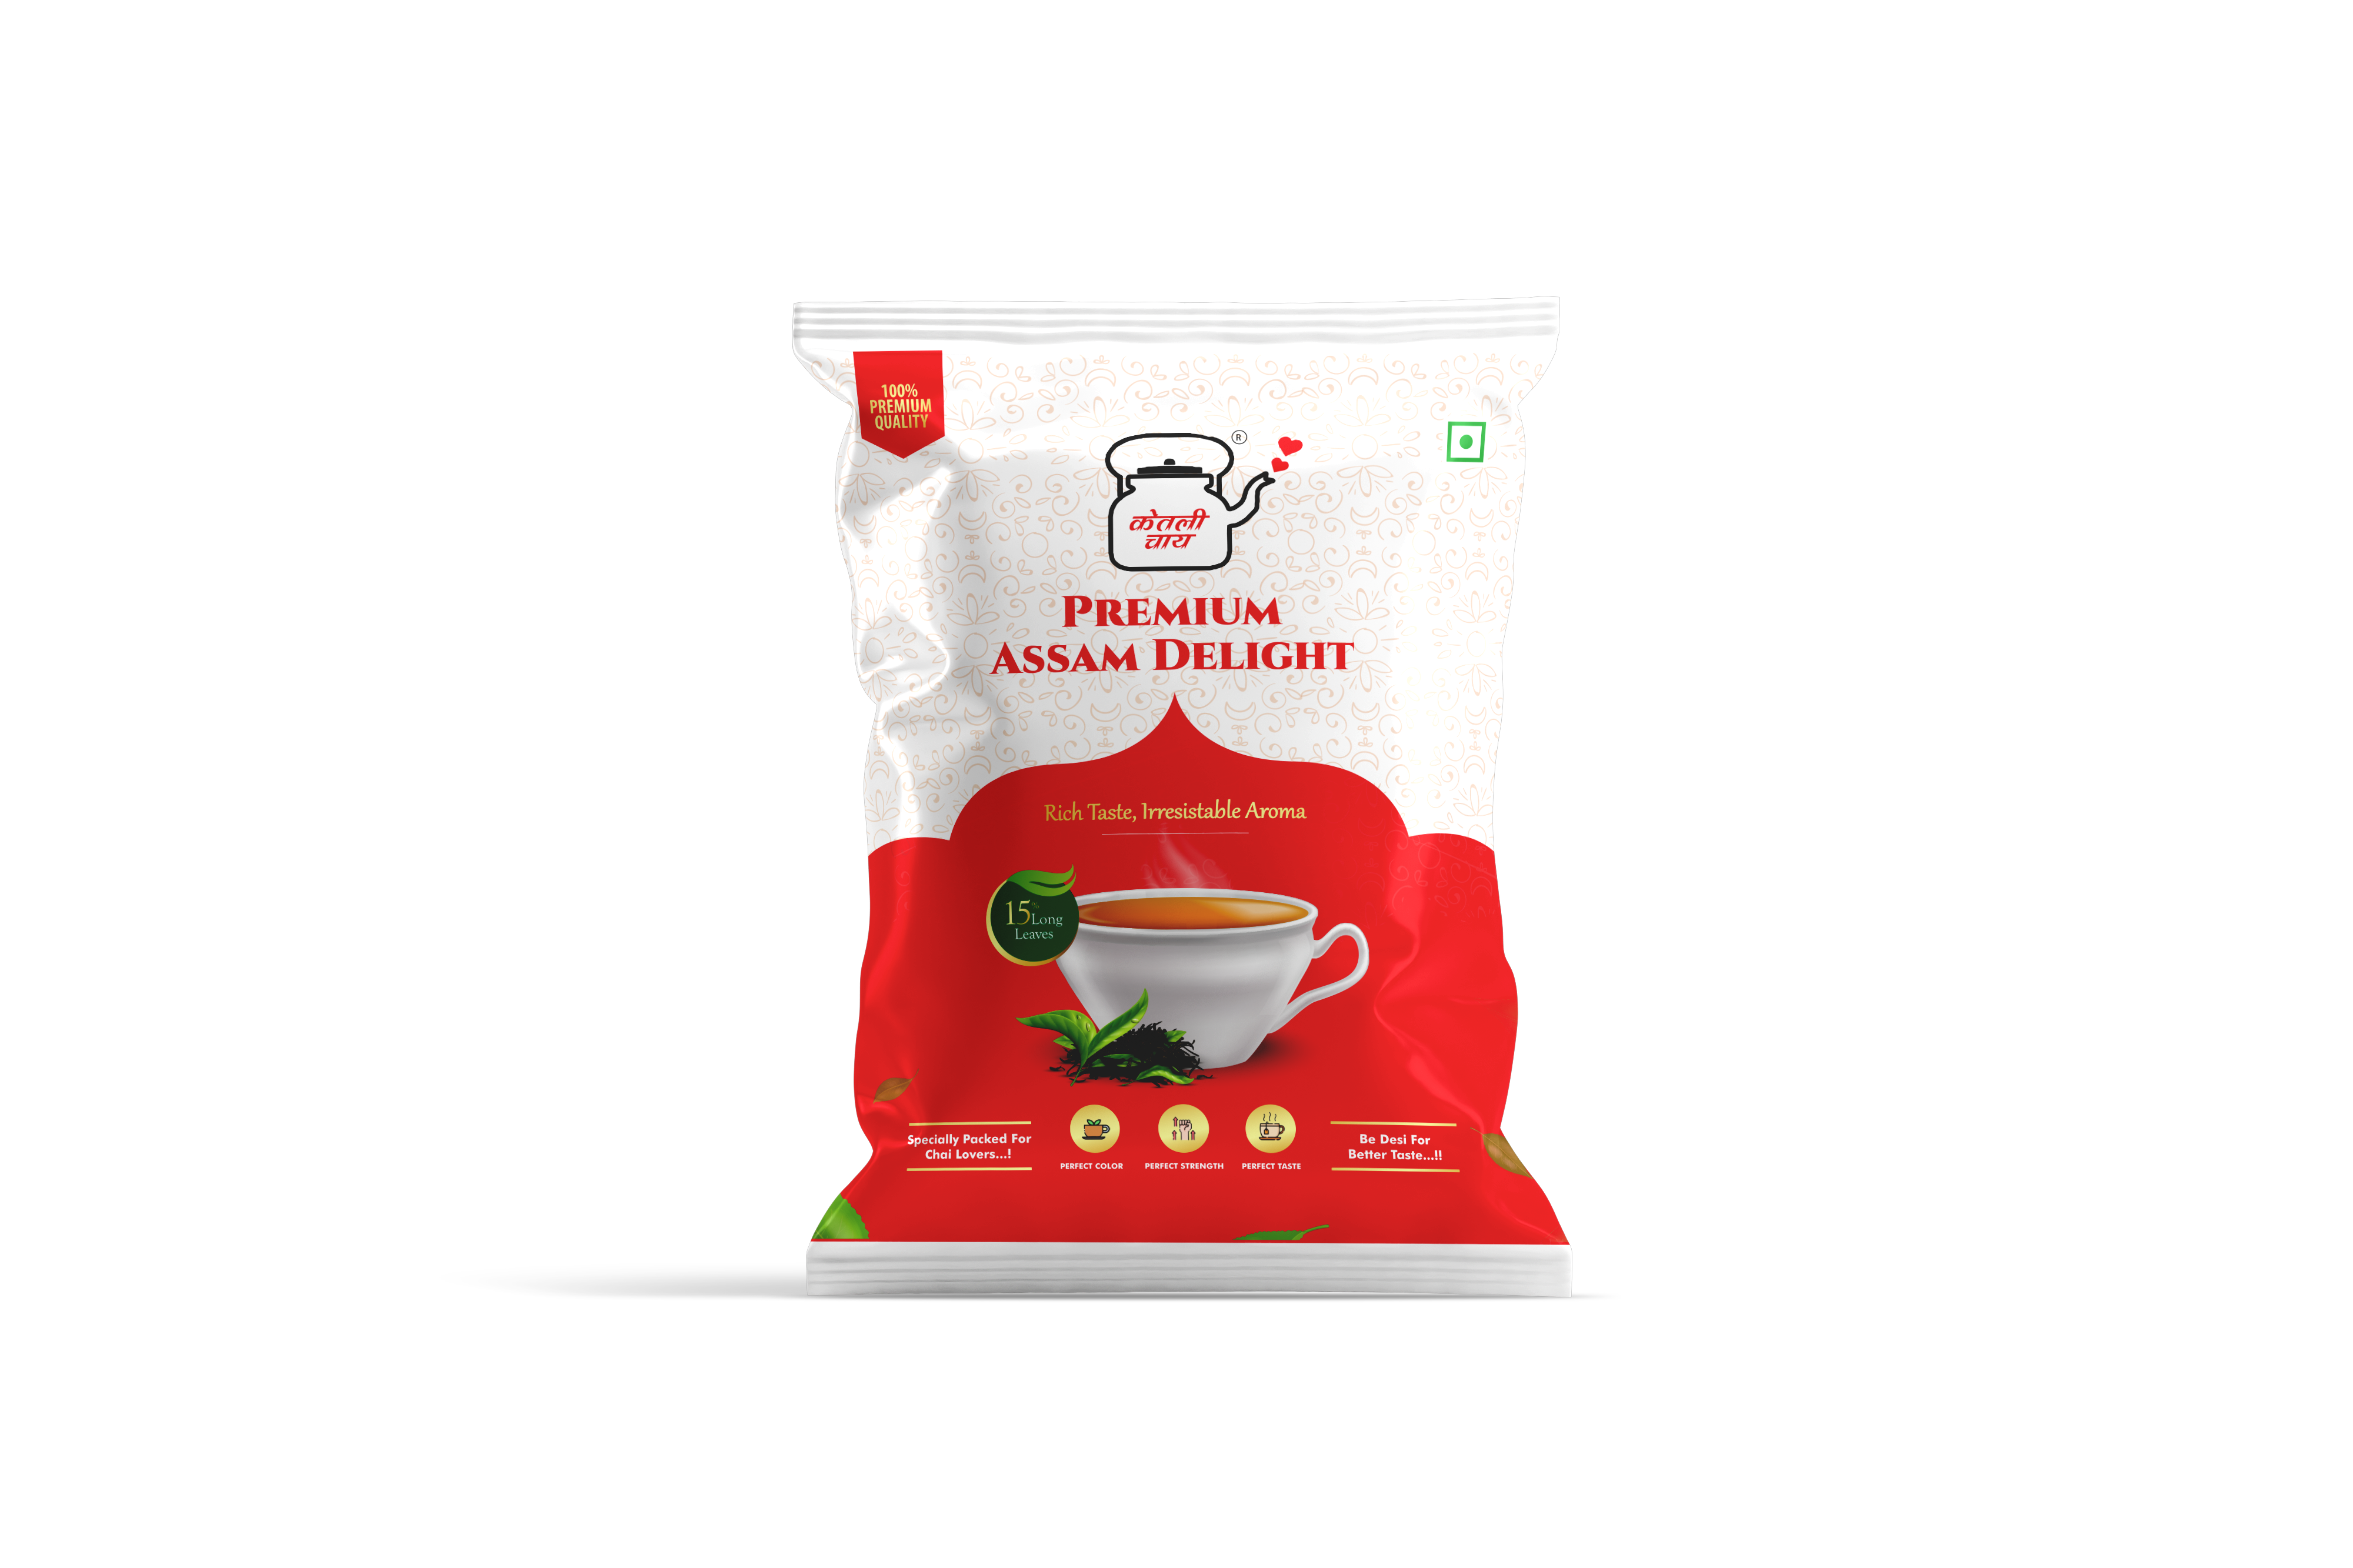 100%
PREMIUM
QUALITY
®
केतली
चाय
PREMIUM
ASSAM DELIGHT
Rich Taste, Irresistable Aroma
15% Long
Leaves
Specially Packed For
Chai Lovers...!
PERFECT COLOR
PERFECT STRENGTH
PERFECT TASTE
Be Desi For
Better Taste...!!